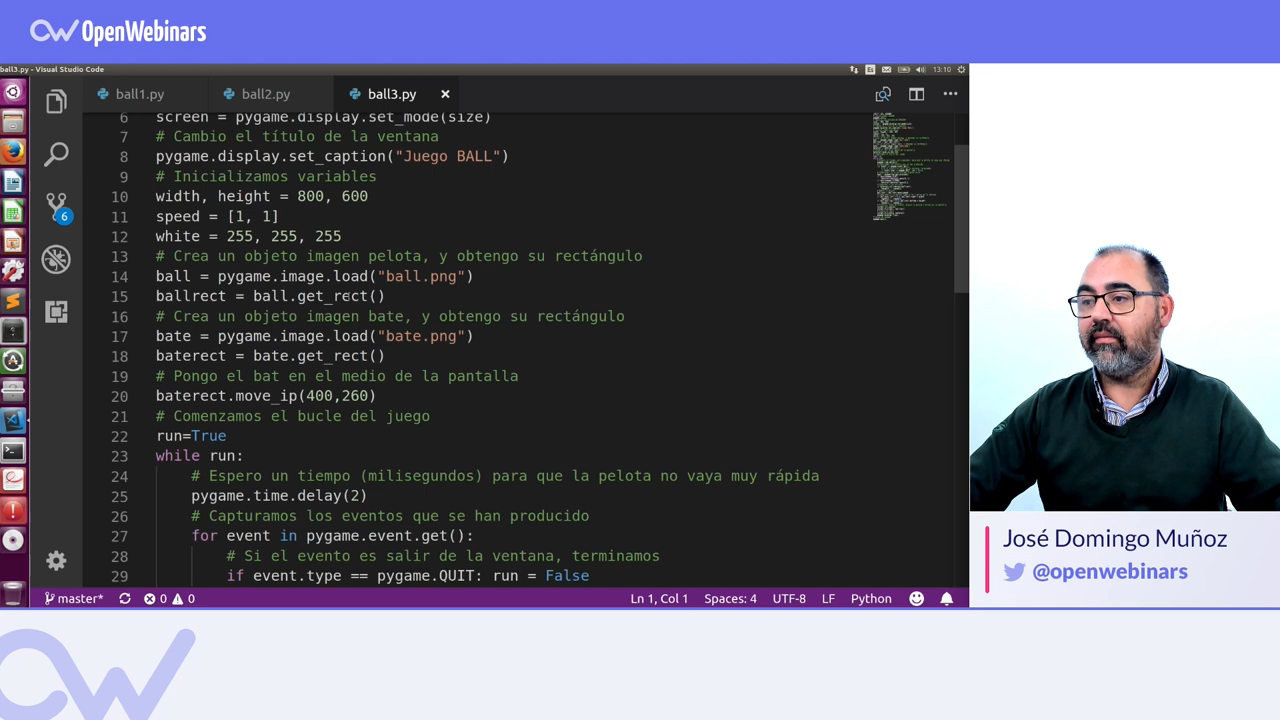 OpenWebinars
ball3.py - Visual Studio Code
Es
13:10
ball1.py
ball2.py
ball3.py
6 screen = pygame.display.set_mode(size)
7 # Cambio el título de la ventana
8 pygame.display.set_caption("Juego BALL")
9 # Inicializamos variables
10 width, height = 800, 600
11 speed = [1, 1]
12 white = 255, 255, 255
13 # Crea un objeto imagen pelota, y obtengo su rectángulo
14 ball = pygame.image.load("ball.png")
15 ballrect = ball.get_rect()
16 # Crea un objeto imagen bate, y obtengo su rectángulo
17 bate = pygame.image.load("bate.png")
18 baterect = bate.get_rect()
19 # Pongo el bat en el medio de la pantalla
20 baterect.move_ip(400,260)
21 # Comenzamos el bucle del juego
22 run=True
23 while run:
24 # Espero un tiempo (milisegundos) para que la pelota no vaya muy rápida
25 pygame.time.delay(2)
26 # Capturamos los eventos que se han producido
27 for event in pygame.event.get():
28 # Si el evento es salir de la ventana, terminamos
29 if event.type == pygame.QUIT: run = False
6
master*
0
0
Ln 1, Col 1
Spaces: 4
UTF-8
LF
Python
José Domingo Muñoz
@openwebinars